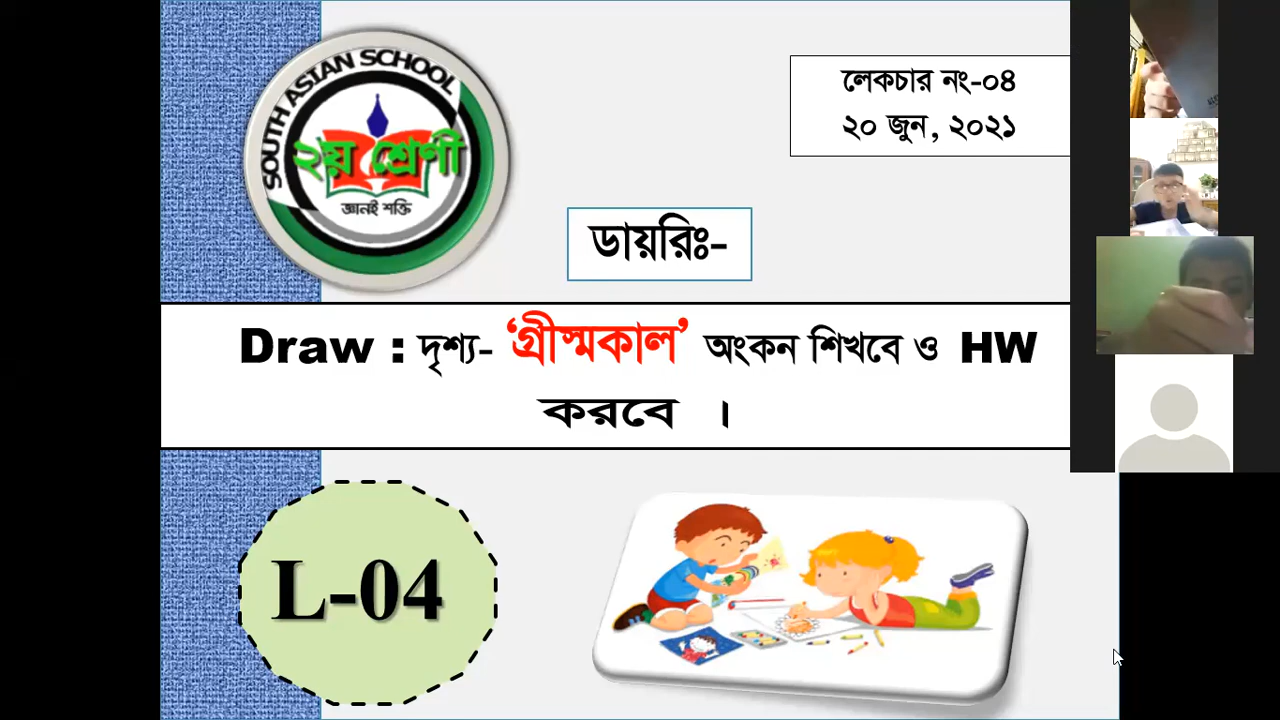 SOUTH ASIAN SCHOOL
২য় শ্রেণী
জ্ঞানই শক্তি
লেকচার নং-০৪
২০ জুন, ২০২১
ডায়রিঃ-
Draw : দৃশ্য- ‘গ্রীস্মকাল’ অংকন শিখবে ও HW
করবে ।
L-04